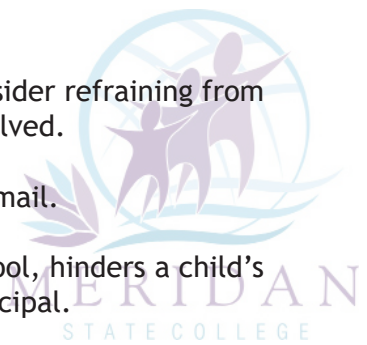 sider refraining from
lved.
mail.
ool, hinders a child's
cipal.
MERIDAN
STATE COLLEGE